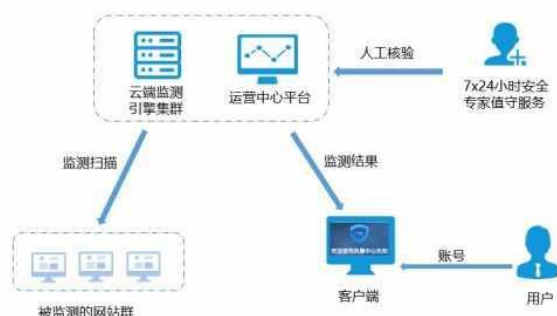 人工核验
云端监测
引擎集群
运营中心平台
7x24小时安全
专家值守服务
监测扫描
监测结果
账号
客户端
用户
被监测的网站群